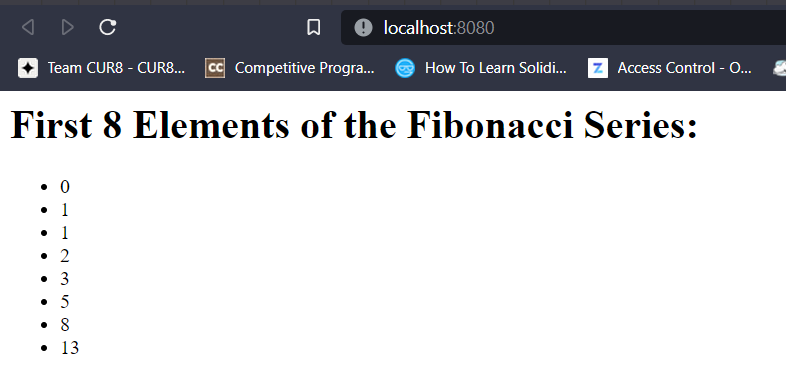 localhost:8080
Team CUR8 - CUR8... CC Competitive Progra... How To Learn Solidi... Z Access Control - O...
First 8 Elements of the Fibonacci Series:
• 0
• 1
• 1
• 2
• 3
• 5
• 8
• 13